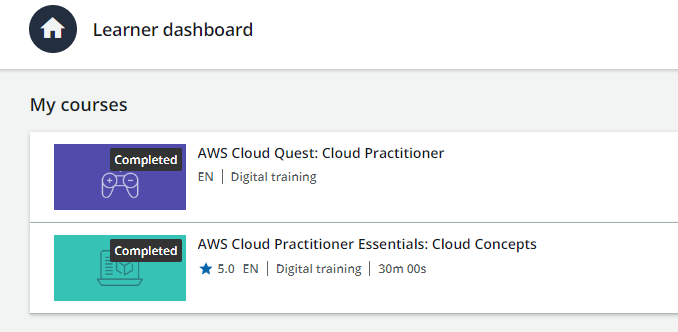 Learner dashboard
My courses
Completed
AWS Cloud Quest: Cloud Practitioner
EN | Digital training
Completed
AWS Cloud Practitioner Essentials: Cloud Concepts
5.0 EN | Digital training | 30m 00s